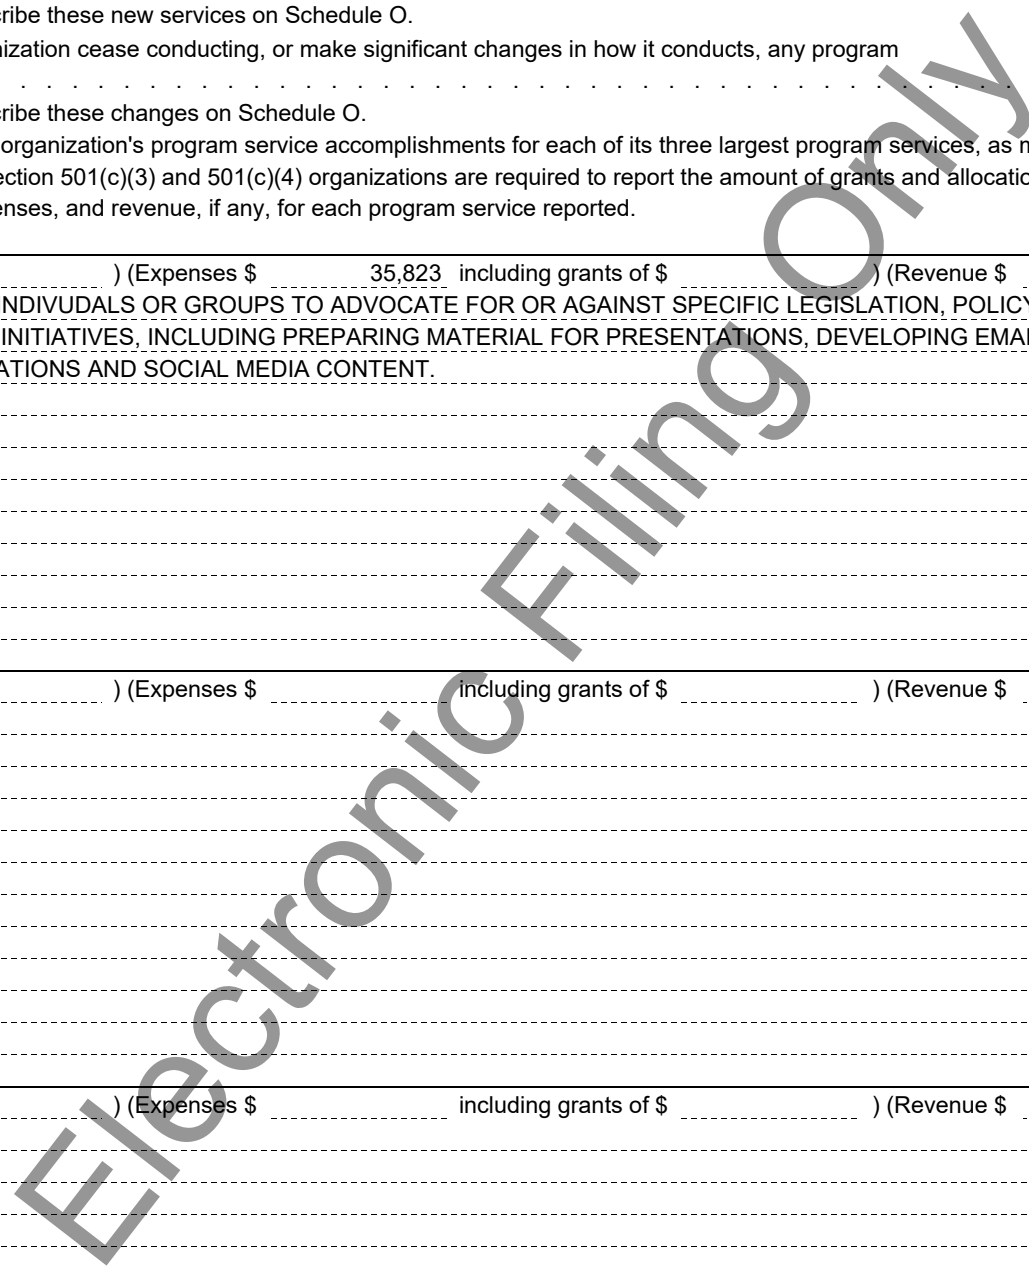 cribe these new services on Schedule O.
nization cease conducting, or make significant changes in how it conducts, any program
. . . . . . . . . . . . . . . . . . . . . . . . . . . . . . . . . . . . . . .
cribe these changes on Schedule O.
organization's program service accomplishments for each of its three largest program services, as m
ection 501(c)(3) and 501(c)(4) organizations are required to report the amount of grants and allocatio
enses, and revenue, if any, for each program service reported.
) (Expenses $ 35,823 including grants of $ ) (Revenue $
NDIVUDALS OR GROUPS TO ADVOCATE FOR OR AGAINST SPECIFIC LEGISLATION, POLICY
INITIATIVES, INCLUDING PREPARING MATERIAL FOR PRESENTATIONS, DEVELOPING EMAI
ATIONS AND SOCIAL MEDIA CONTENT.
) (Expenses $ including grants of $ ) (Revenue $
) (Expenses $ including grants of $ ) (Revenue $
Electronic Filing Only